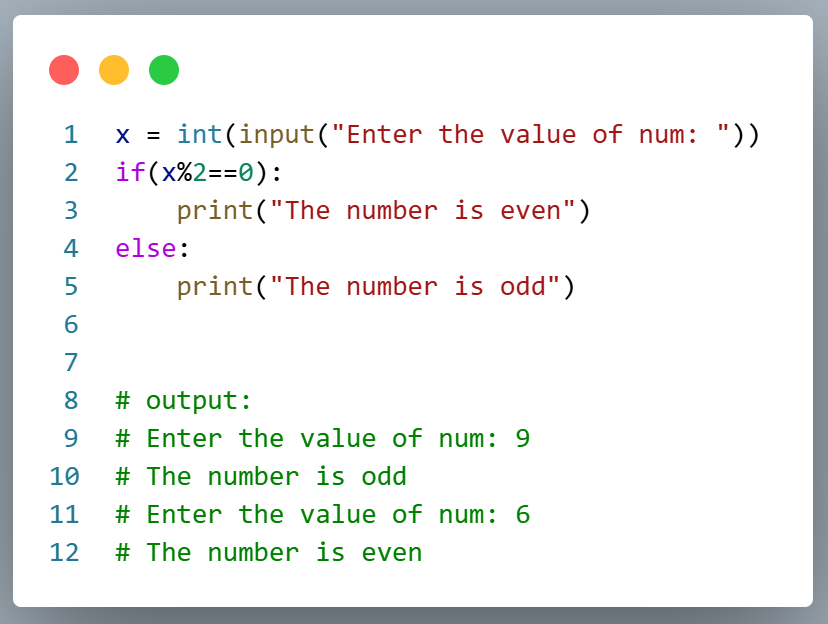 1 x = int(input("Enter the value of num: "))
2 if(x%2==0):
3     print("The number is even")
4 else:
5     print("The number is odd")
6
7
8 # output:
9 # Enter the value of num: 9
10 # The number is odd
11 # Enter the value of num: 6
12 # The number is even